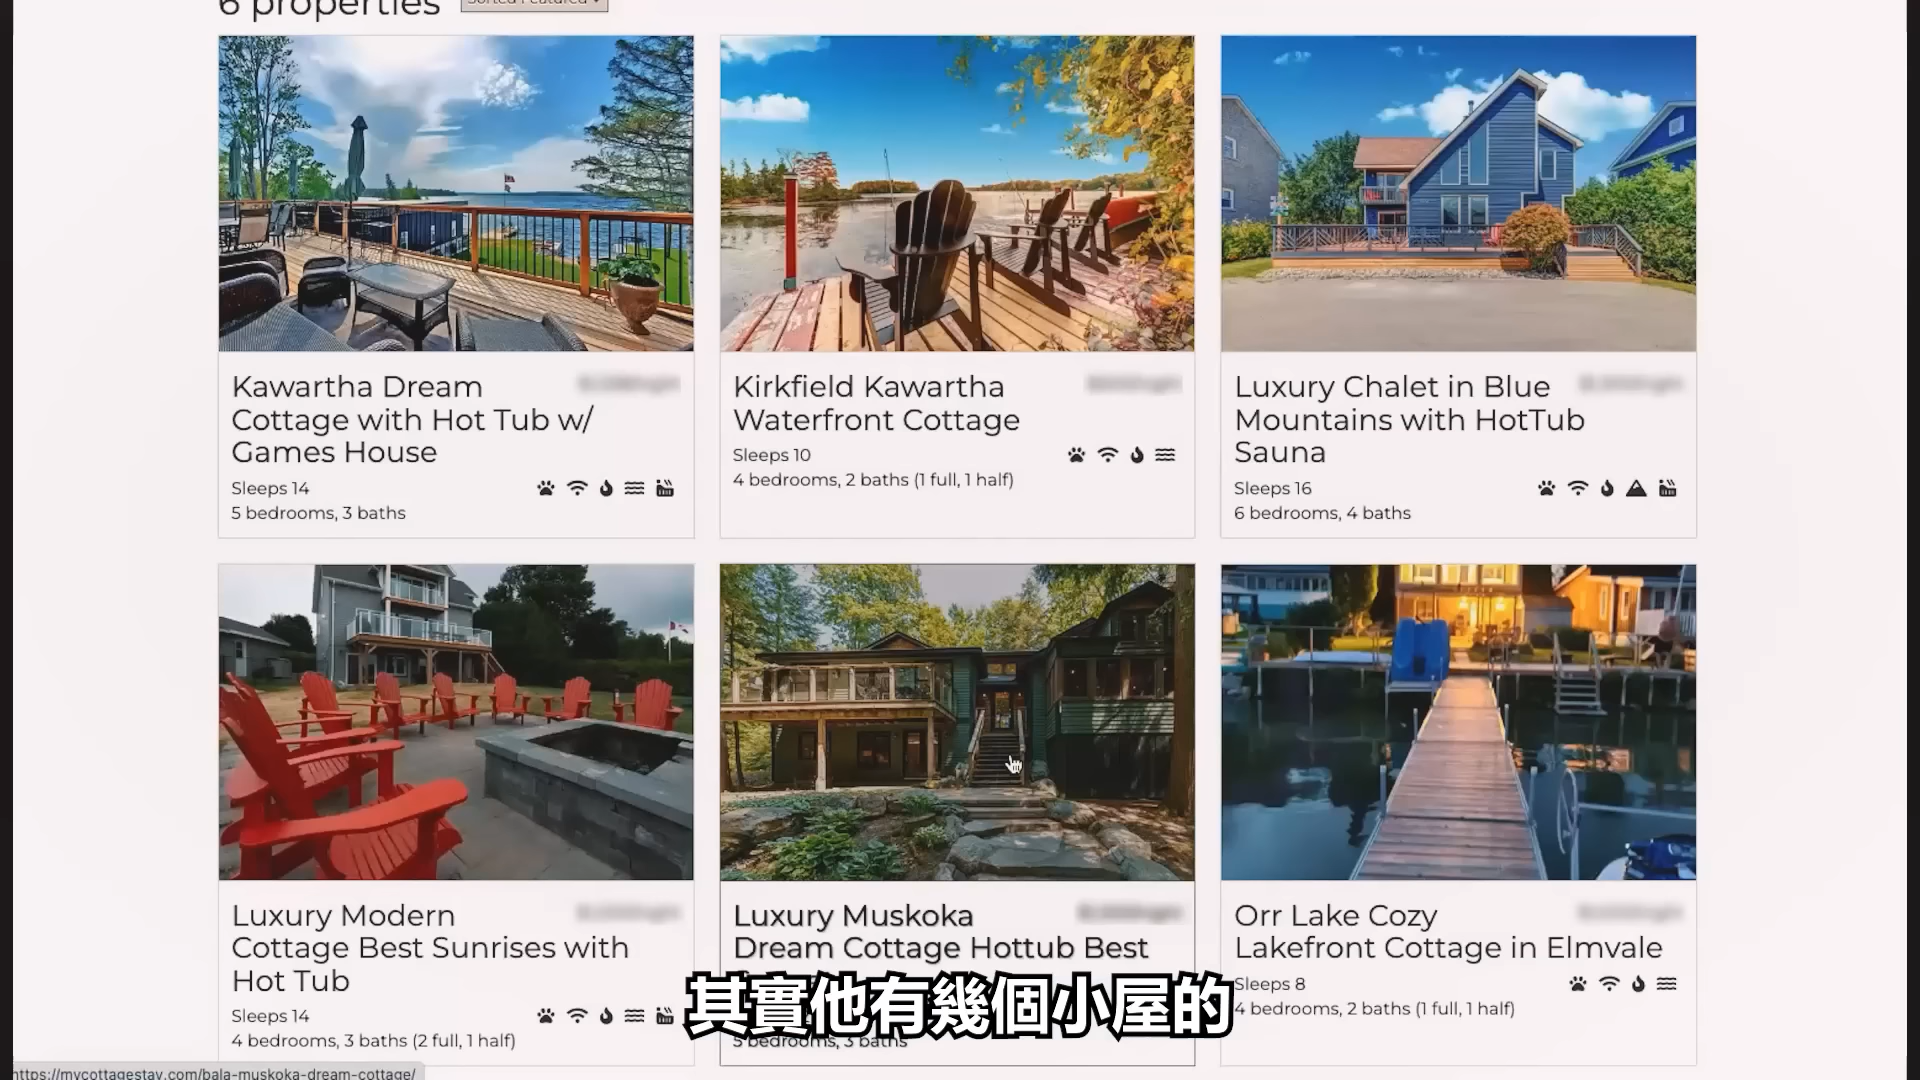 6 properties
Sorted Featured
Kawartha Dream
Cottage with Hot Tub w/
Games House
Sleeps 14
5 bedrooms, 3 baths
Kirkfield Kawartha
Waterfront Cottage
Sleeps 10
4 bedrooms, 2 baths (1 full, 1 half)
Luxury Chalet in Blue
Mountains with HotTub
Sauna
Sleeps 16
6 bedrooms, 4 baths
Luxury Modern
Cottage Best Sunrises with
Hot Tub
Sleeps 14
4 bedrooms, 3 baths (2 full, 1 half)
Luxury Muskoka
Dream Cottage Hottub Best
5 bedrooms, 3 baths
Orr Lake Cozy
Lakefront Cottage in Elmvale
Sleeps 8
4 bedrooms, 2 baths (1 full, 1 half)
其實他有幾個小屋的
https://mycottagestay.com/bala-muskoka-dream-cottage/